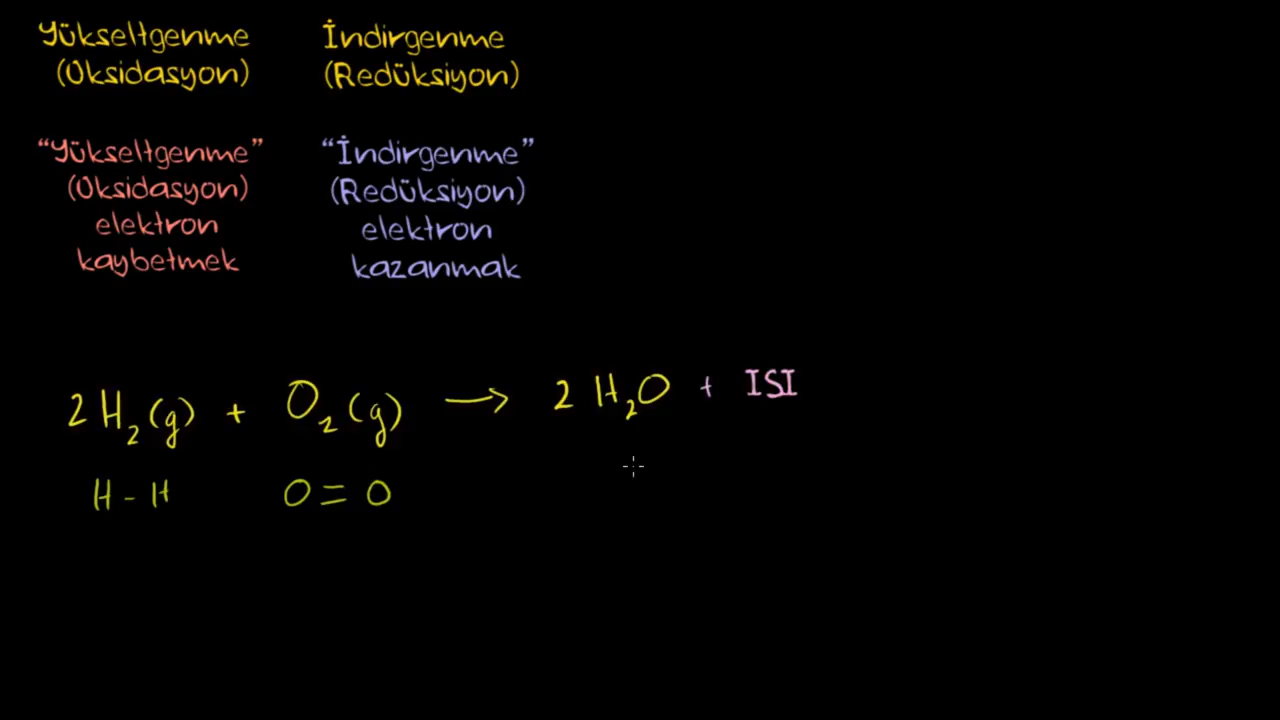 Yükseltgenme
(Oksidasyon)
İndirgenme
(Redüksiyon)
“Yükseltgenme”
(Oksidasyon)
elektron
kaybetmek
“İndirgenme”
(Redüksiyon)
elektron
kazanmak
2 H₂(g) + O₂(g) → 2 H₂O + ISI
H - H O = O